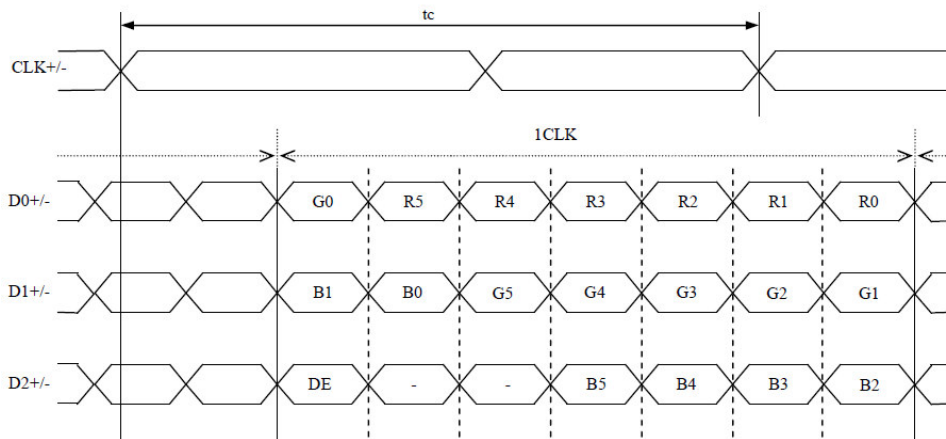 tc
CLK+/-
1CLK
D0+/- G0 R5 R4 R3 R2 R1 R0
D1+/- B1 B0 G5 G4 G3 G2 G1
D2+/- DE - - B5 B4 B3 B2